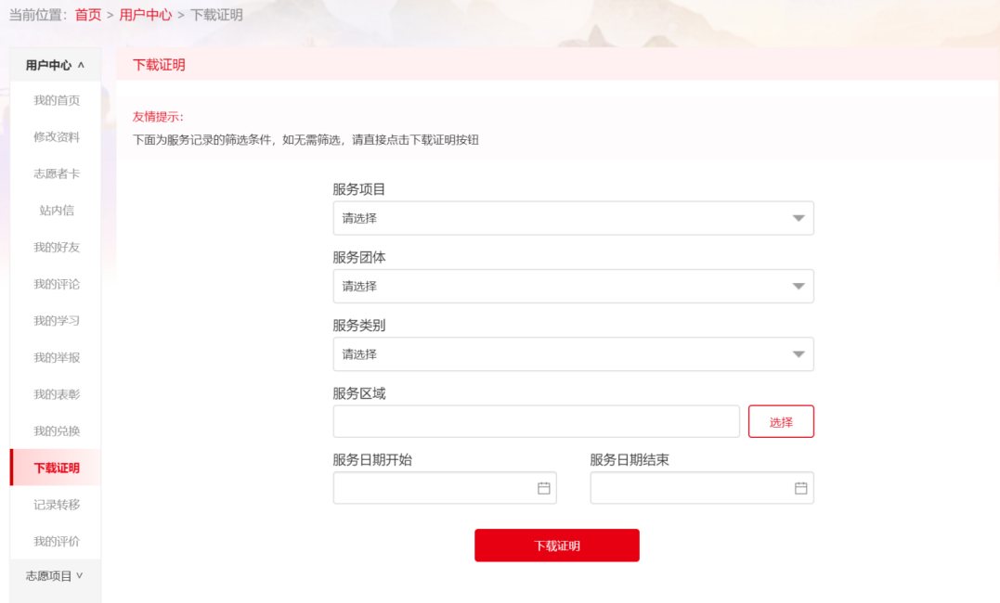 当前位置：首页 > 用户中心 > 下载证明
用户中心 ∧
我的首页
修改资料
志愿者卡
站内信
我的好友
我的评论
我的学习
我的举报
我的表彰
我的兑换
下载证明
记录转移
我的评价
志愿项目 ∨
下载证明
友情提示：
下面为服务记录的筛选条件，如无需筛选，请直接点击下载证明按钮
服务项目
请选择
服务团体
请选择
服务类别
请选择
服务区域
选择
服务日期开始 服务日期结束
下载证明